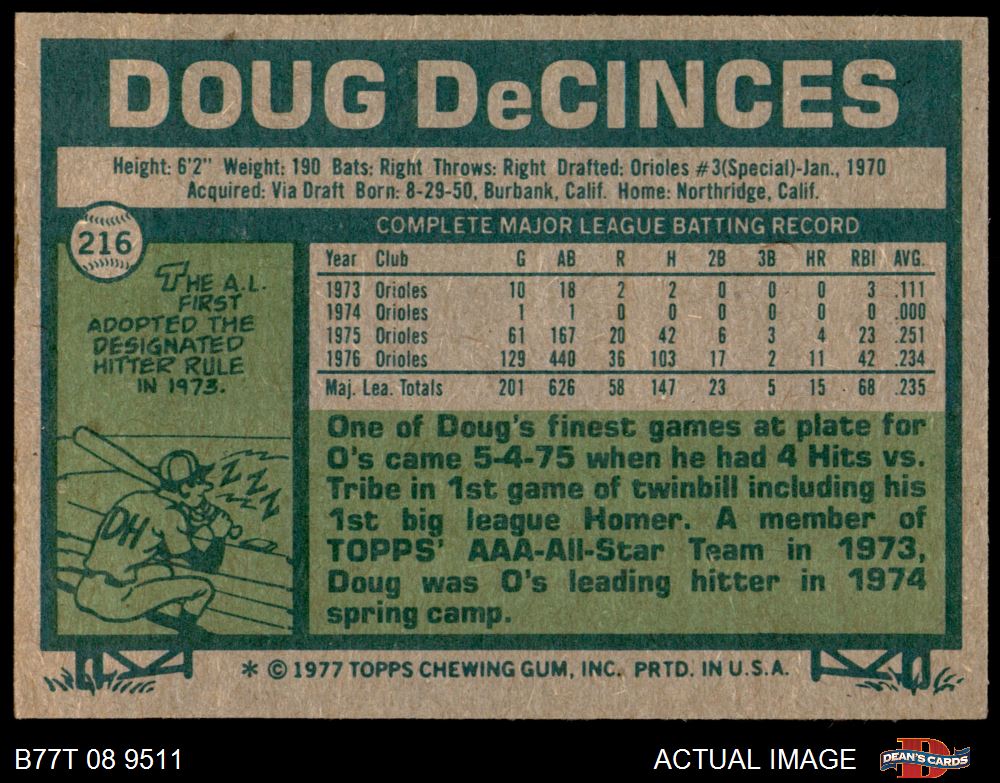 DOUG DeCINCES
Height: 6'2" Weight: 190 Bats: Right Throws: Right Drafted: Orioles #3(Special)-Jan., 1970
Acquired: Via Draft Born: 8-29-50, Burbank, Calif. Home: Northridge, Calif.
216
THE A.L.
FIRST
ADOPTED THE
DESIGNATED
HITTER RULE
IN 1973.
ZZZZ
DH
COMPLETE MAJOR LEAGUE BATTING RECORD
Year Club G AB R H 2B 3B HR RBI AVG.
1973 Orioles 10 18 2 2 0 0 0 3 .111
1974 Orioles 1 1 0 0 0 0 0 0 .000
1975 Orioles 61 167 20 42 6 3 4 23 .251
1976 Orioles 129 440 36 103 17 2 11 42 .234
Maj. Lea. Totals 201 626 58 147 23 5 15 68 .235
One of Doug's finest games at plate for
O's came 5-4-75 when he had 4 Hits vs.
Tribe in 1st game of twinbill including his
1st big league Homer. A member of
TOPPS' AAA-All-Star Team in 1973,
Doug was O's leading hitter in 1974
spring camp.
* © 1977 TOPPS CHEWING GUM, INC. PRTD. IN U.S.A.
B77T 08 9511
ACTUAL IMAGE
DEAN'S CARDS